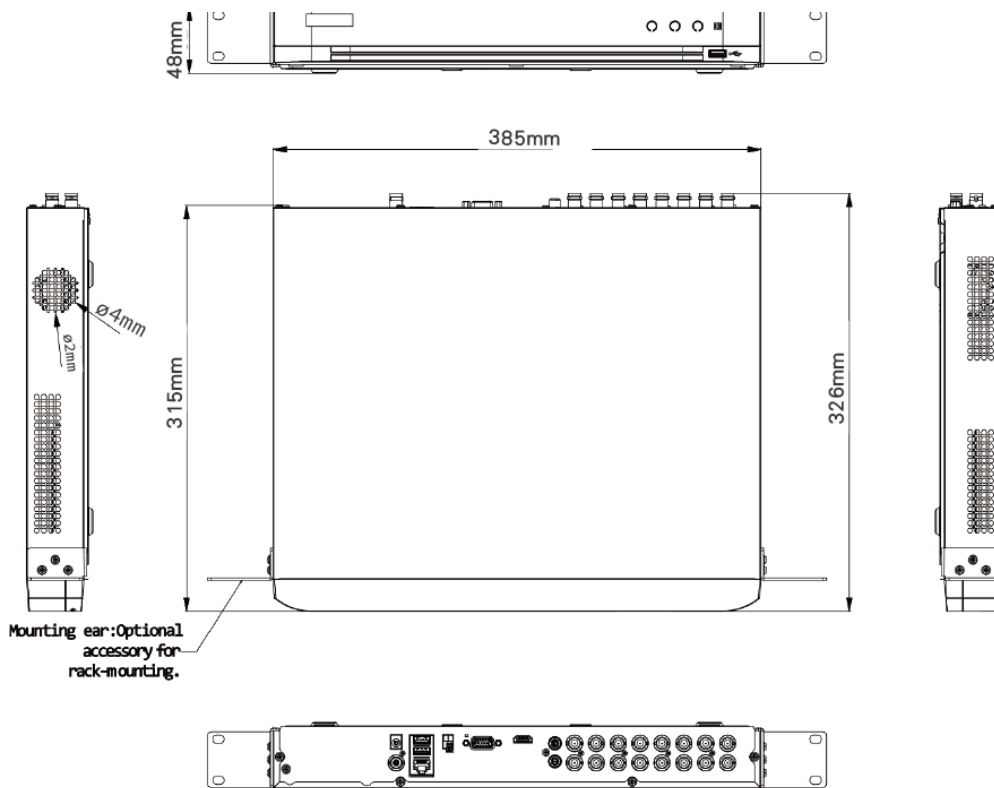 48mm
385mm
ø4mm
ø2mm
315mm
326mm
Mounting ear:Optional
accessory for
rack-mounting.